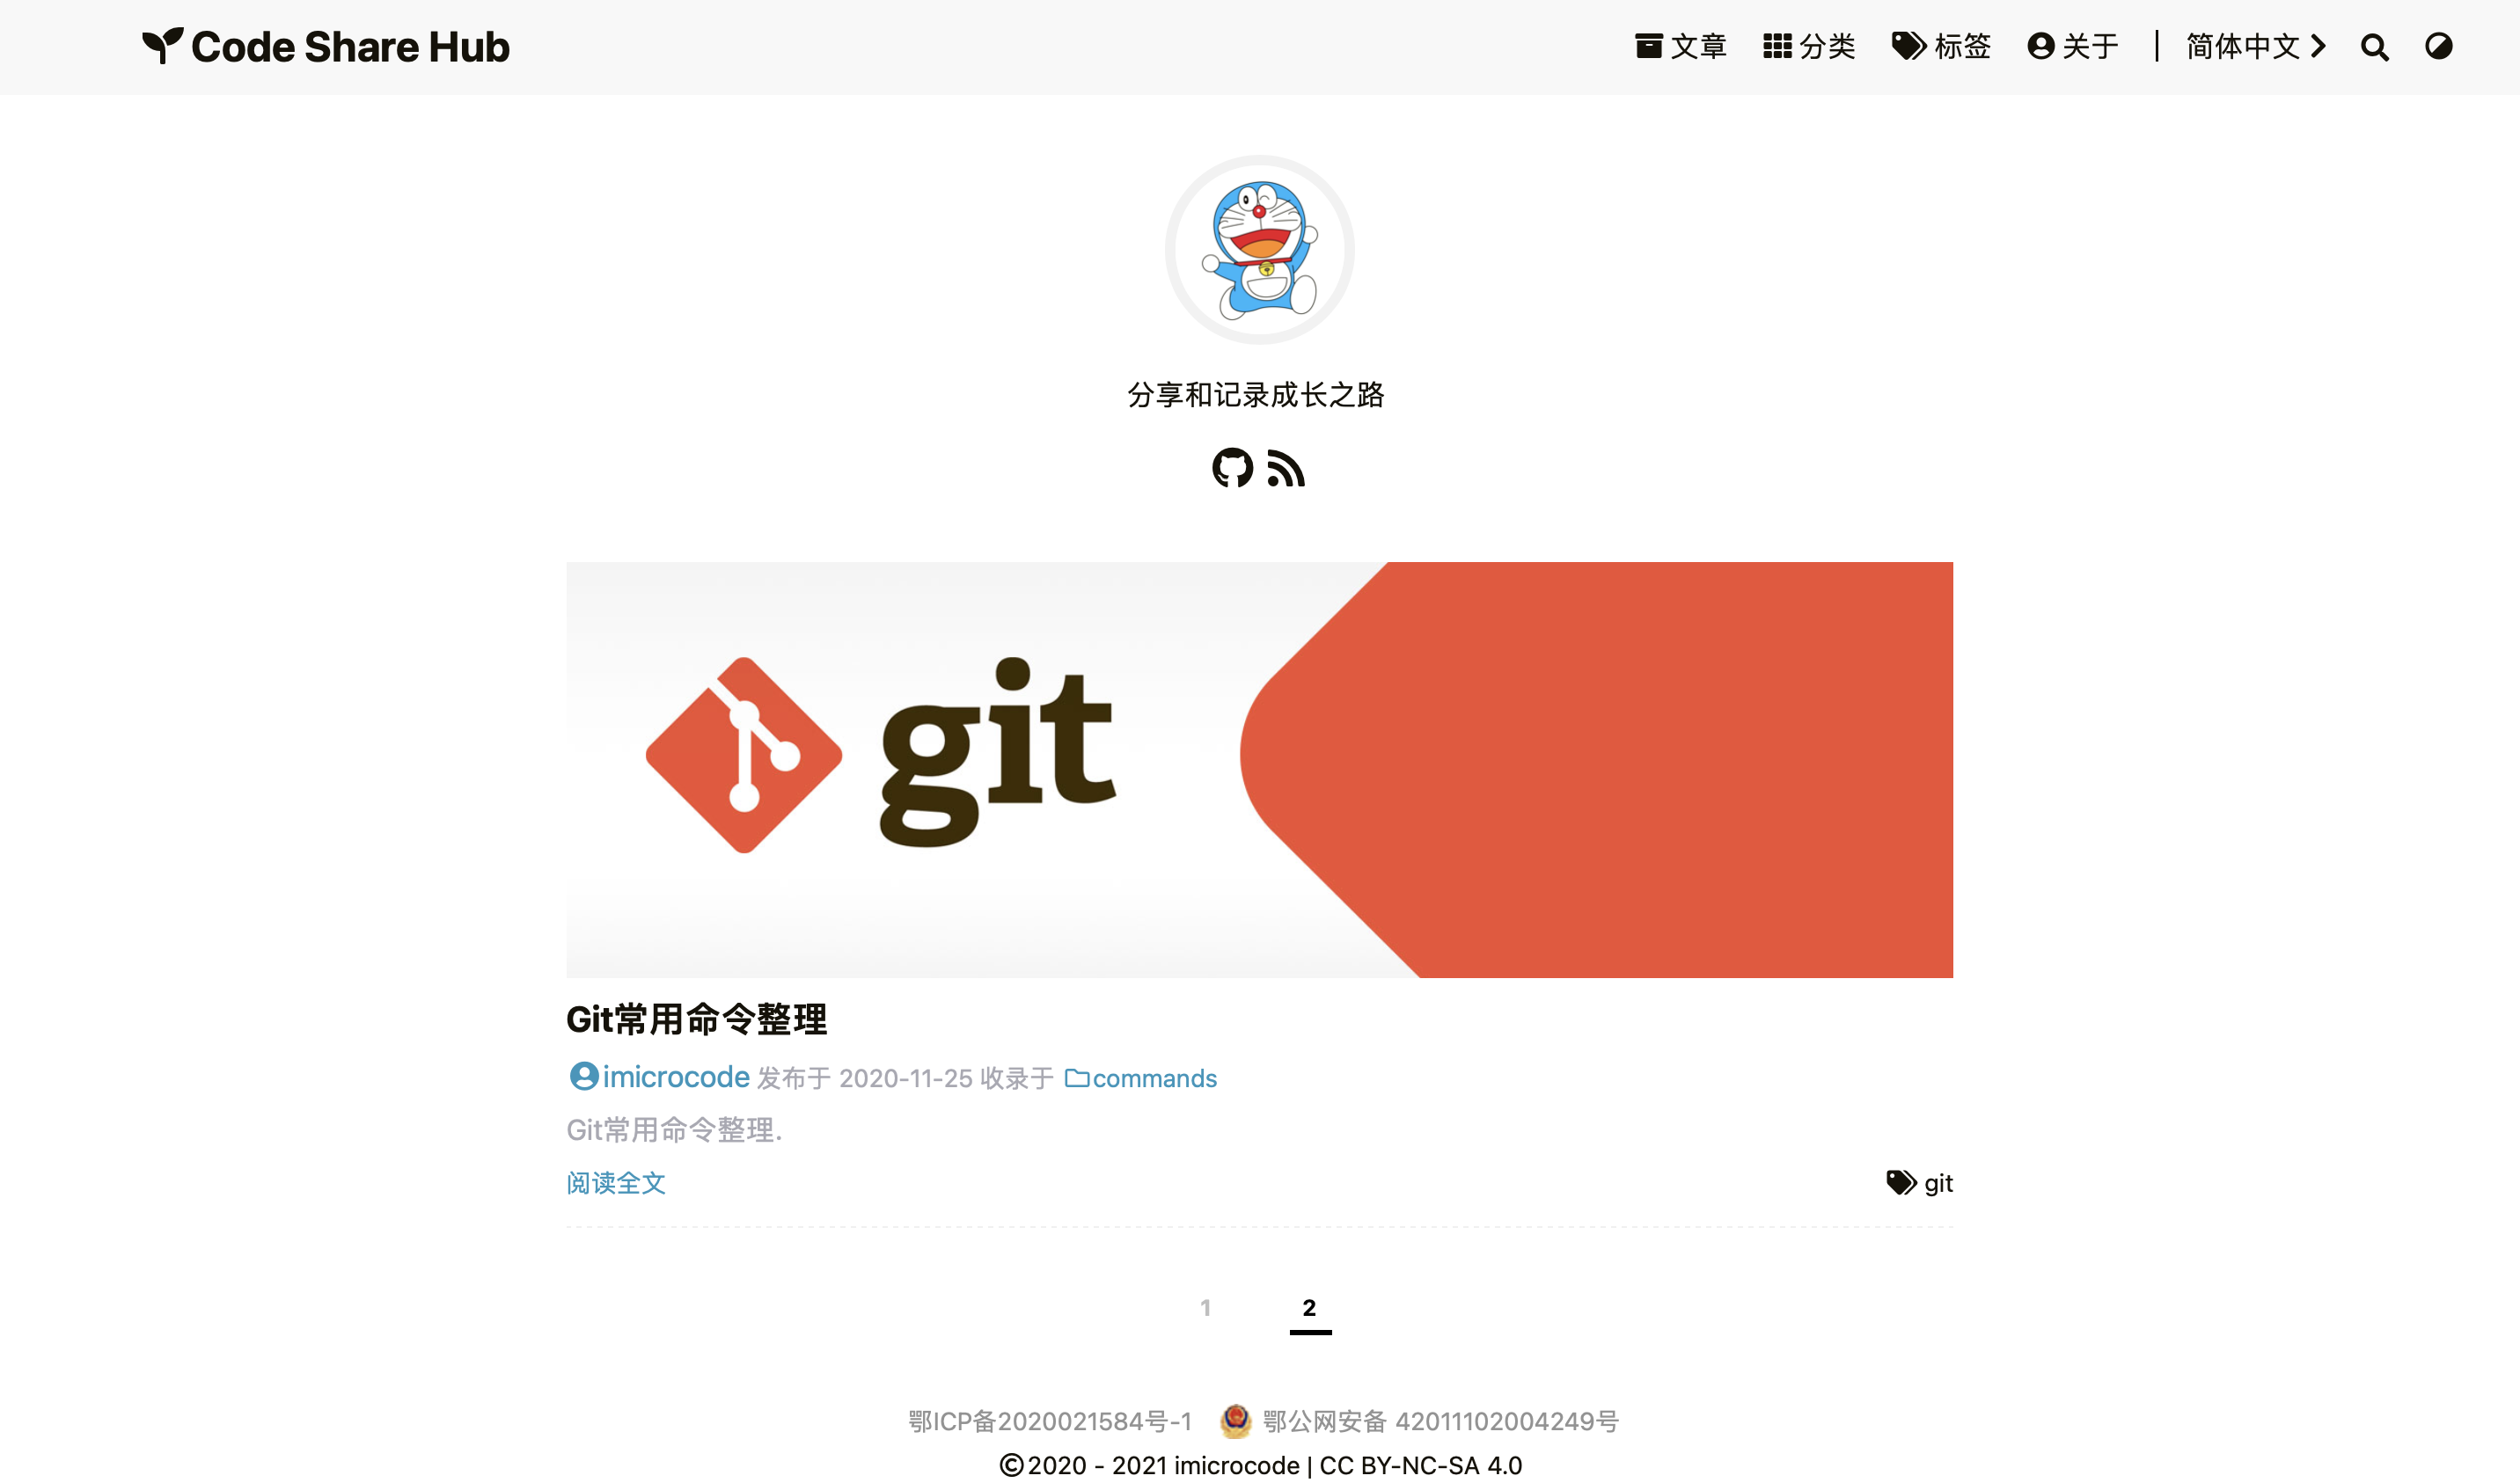 Code Share Hub 文章 分类 标签 关于 | 简体中文
分享和记录成长之路
git
Git常用命令整理
imicrocode 发布于 2020-11-25 收录于 commands
Git常用命令整理.
阅读全文 git
1 2
鄂ICP备2020021584号-1 鄂公网安备 42011102004249号
©2020 - 2021 imicrocode | CC BY-NC-SA 4.0